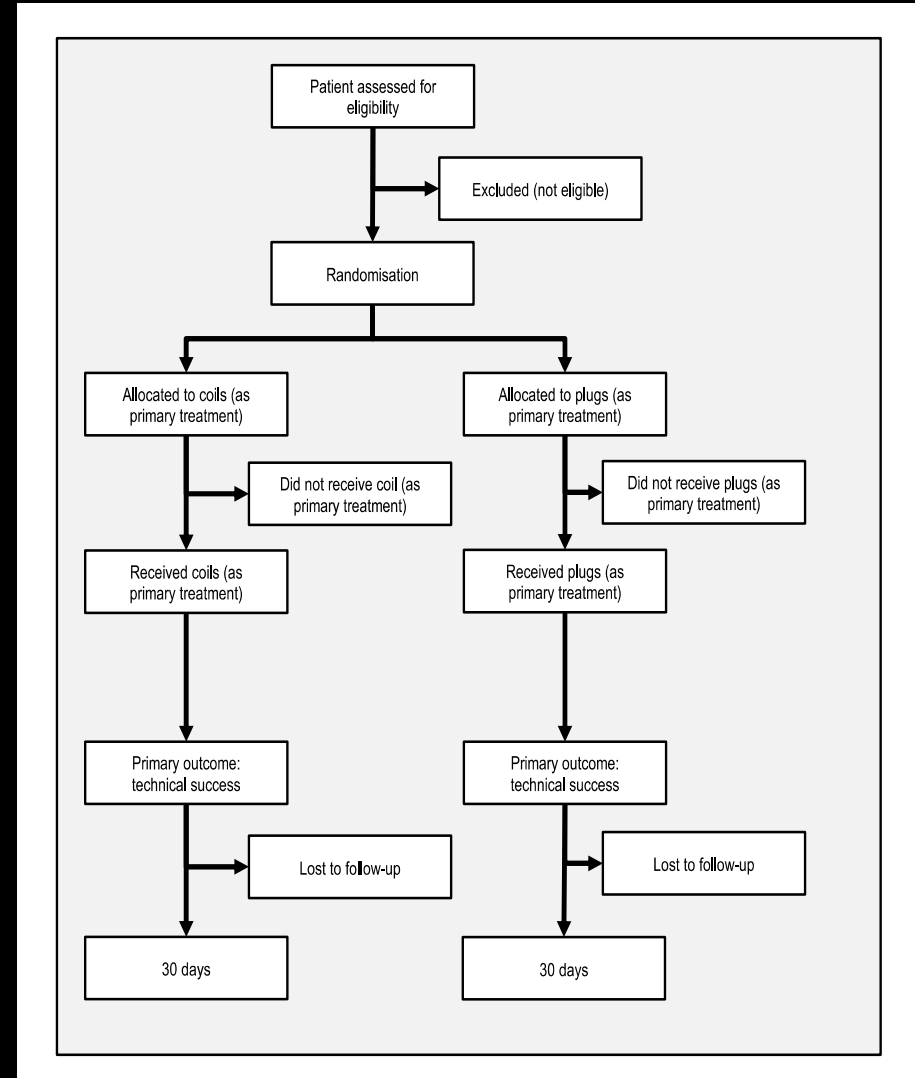 Patient assessed for
eligibility
Excluded (not eligible)
Randomisation
Allocated to coils (as
primary treatment)
Allocated to plugs (as
primary treatment)
Did not receive coil (as
primary treatment)
Did not receive plugs (as
primary treatment)
Received coils (as
primary treatment)
Received plugs (as
primary treatment)
Primary outcome:
technical success
Primary outcome:
technical success
Lost to follow-up
Lost to follow-up
30 days
30 days